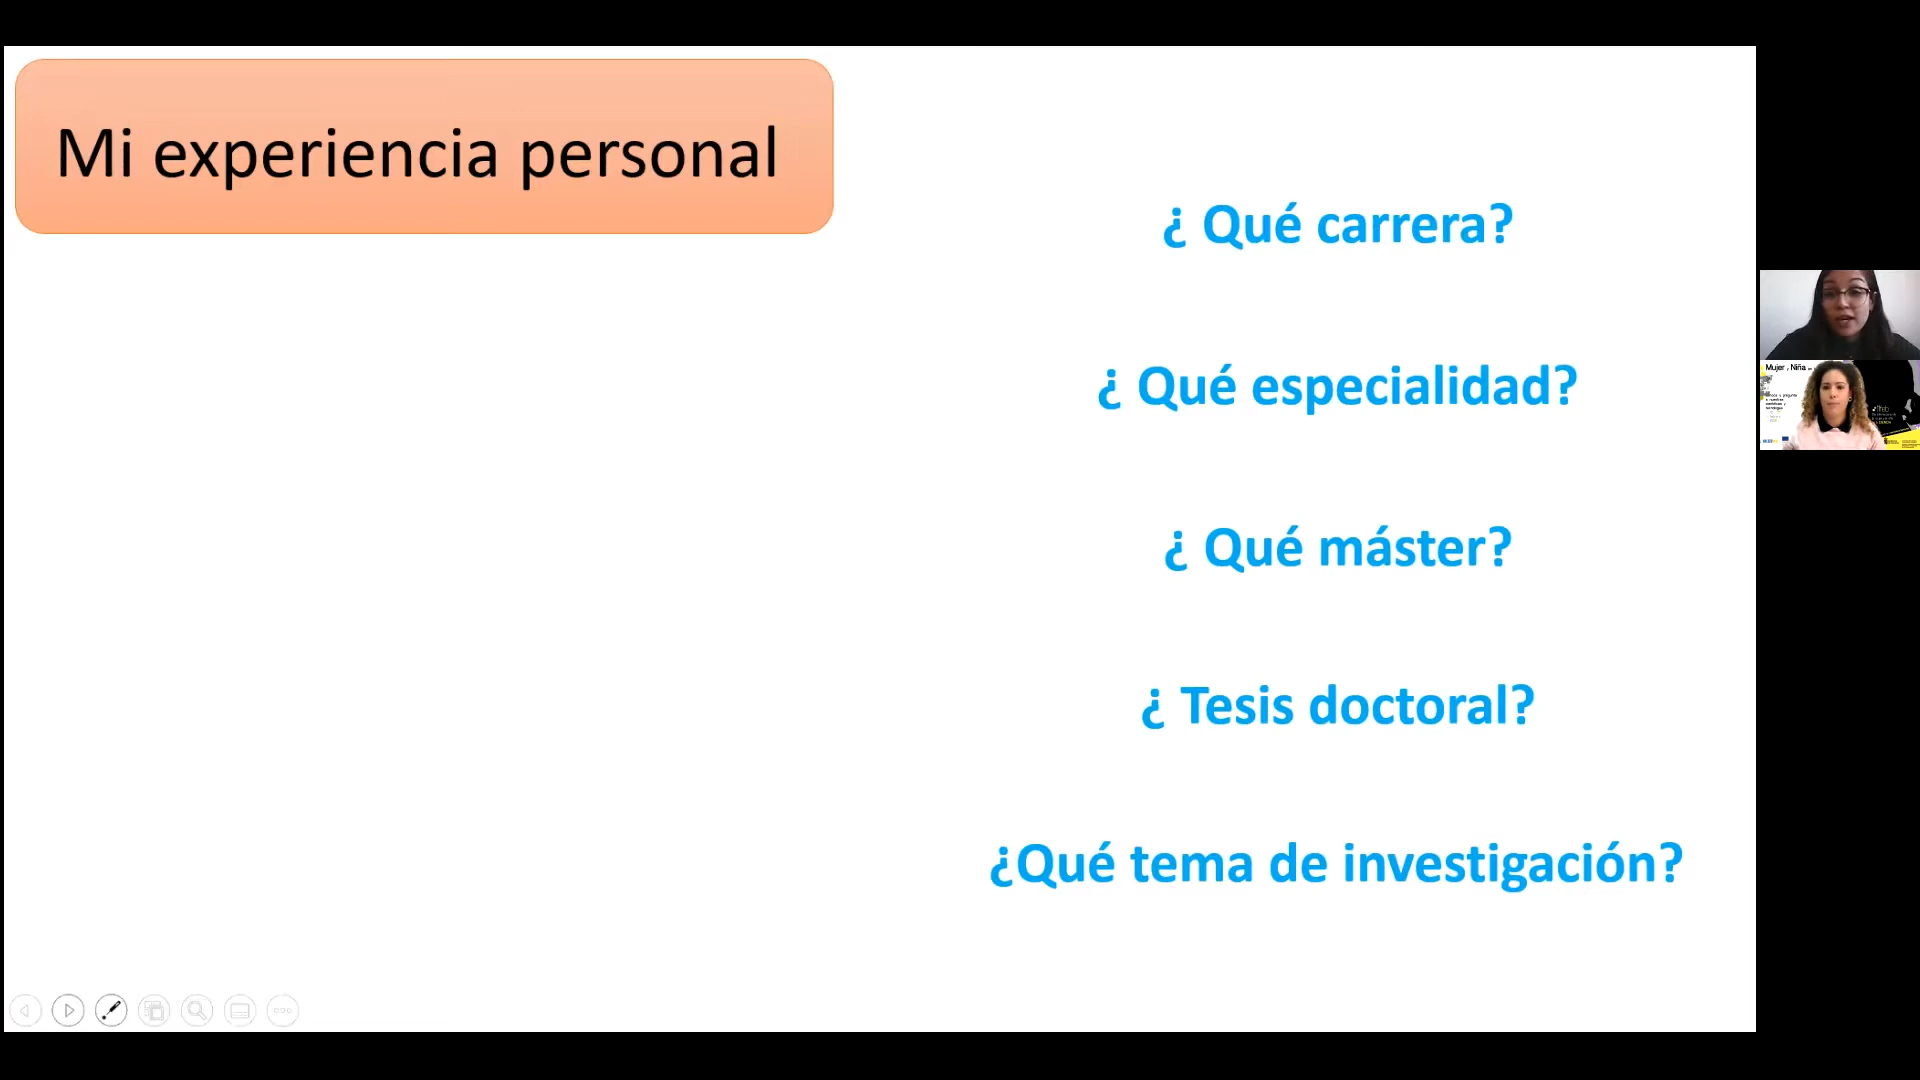 Mi experiencia personal
¿ Qué carrera?
¿ Qué especialidad?
¿ Qué máster?
¿ Tesis doctoral?
¿Qué tema de investigación?
Mujer , Niña